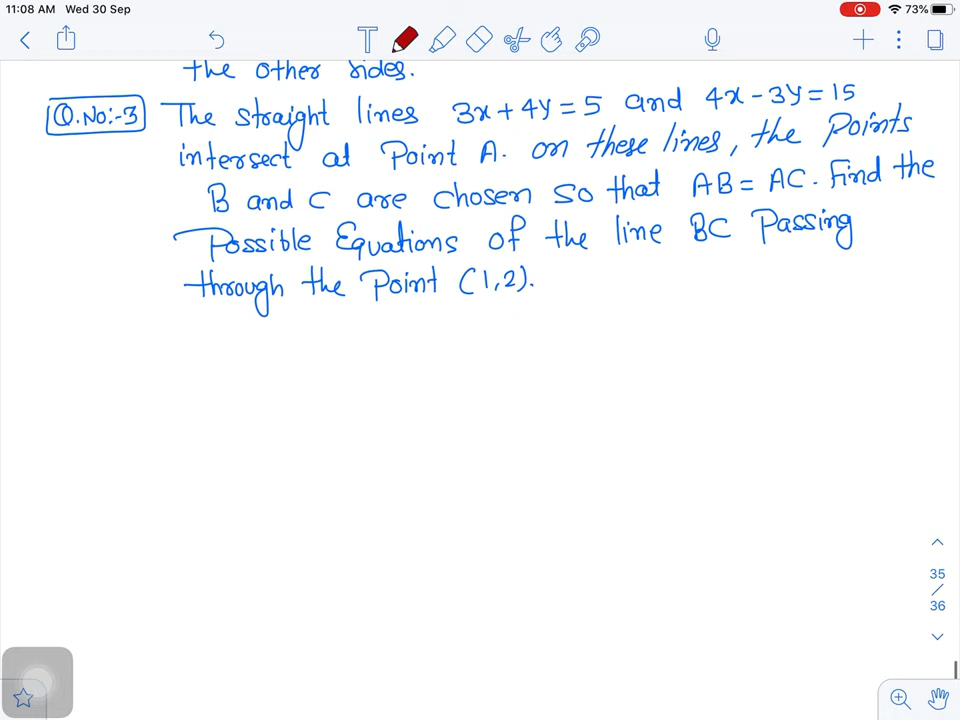 11:08 AM Wed 30 Sep
73%
T
the other sides.
Q.No:-3 The straight lines 3x + 4y = 5 and 4x - 3y = 15
intersect at Point A. on these lines, the Points
B and C are chosen so that AB = AC. Find the
Possible Equations of the line BC Passing
through the Point (1,2).
35
/
36